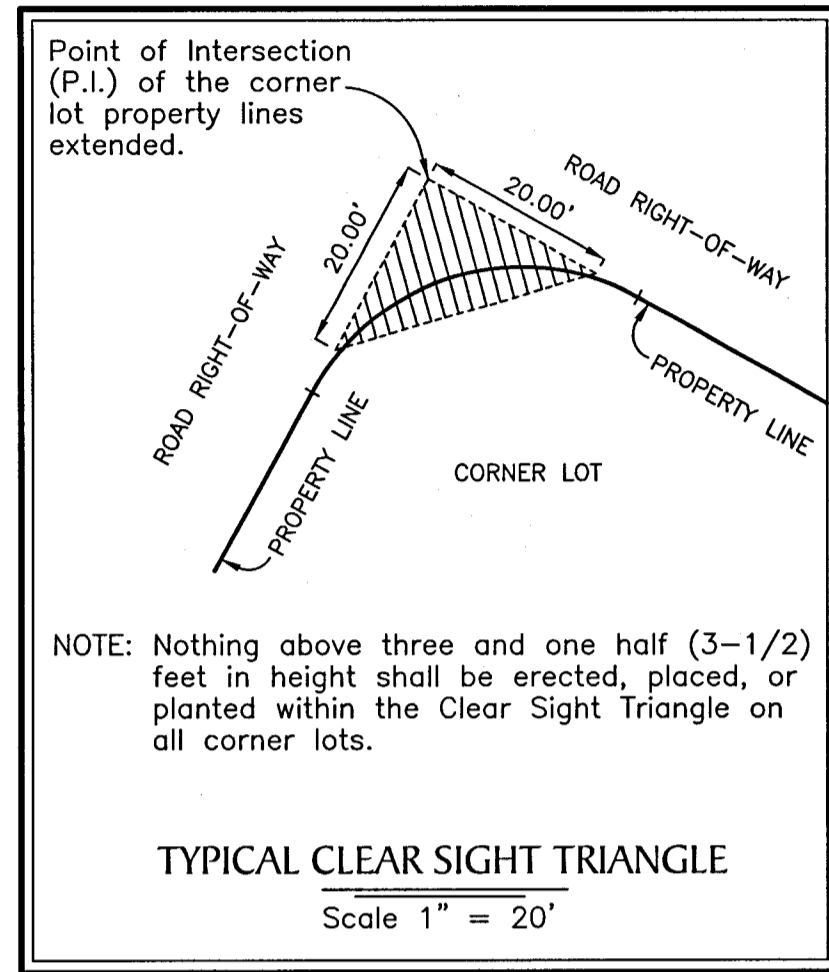 Point of Intersection
(P.I.) of the corner
lot property lines
extended.
20.00'
20.00'
ROAD RIGHT-OF-WAY
ROAD RIGHT-OF-WAY
PROPERTY LINE
PROPERTY LINE
CORNER LOT
NOTE: Nothing above three and one half (3-1/2)
feet in height shall be erected, placed, or
planted within the Clear Sight Triangle on
all corner lots.
TYPICAL CLEAR SIGHT TRIANGLE
Scale 1" = 20'